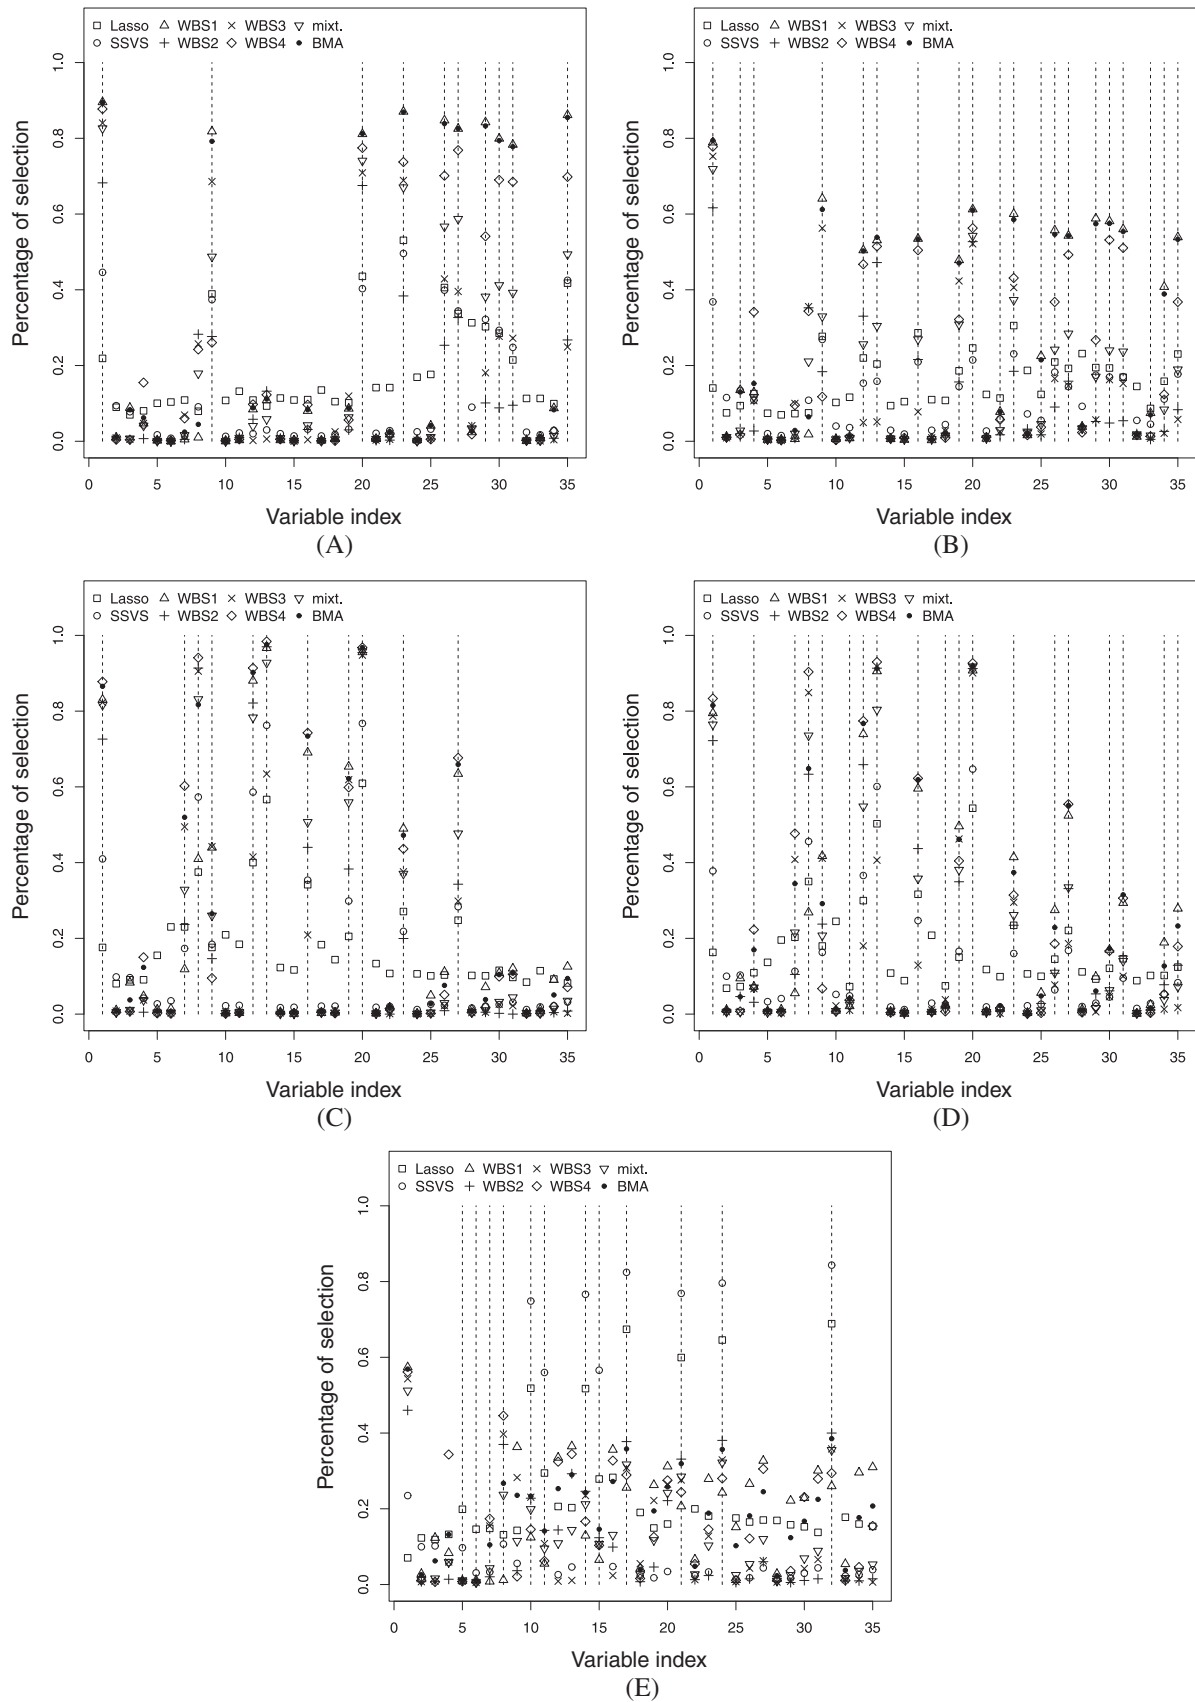 Lasso WBS1 WBS3 mixt.
SSVS WBS2 WBS4 BMA
Percentage of selection
1.0
0.8
0.6
0.4
0.2
0.0
0 5 10 15 20 25 30 35
Variable index
(A)
Lasso WBS1 WBS3 mixt.
SSVS WBS2 WBS4 BMA
Percentage of selection
1.0
0.8
0.6
0.4
0.2
0.0
0 5 10 15 20 25 30 35
Variable index
(B)
Lasso WBS1 WBS3 mixt.
SSVS WBS2 WBS4 BMA
Percentage of selection
1.0
0.8
0.6
0.4
0.2
0.0
0 5 10 15 20 25 30 35
Variable index
(C)
Lasso WBS1 WBS3 mixt.
SSVS WBS2 WBS4 BMA
Percentage of selection
1.0
0.8
0.6
0.4
0.2
0.0
0 5 10 15 20 25 30 35
Variable index
(D)
Lasso WBS1 WBS3 mixt.
SSVS WBS2 WBS4 BMA
Percentage of selection
1.0
0.8
0.6
0.4
0.2
0.0
0 5 10 15 20 25 30 35
Variable index
(E)